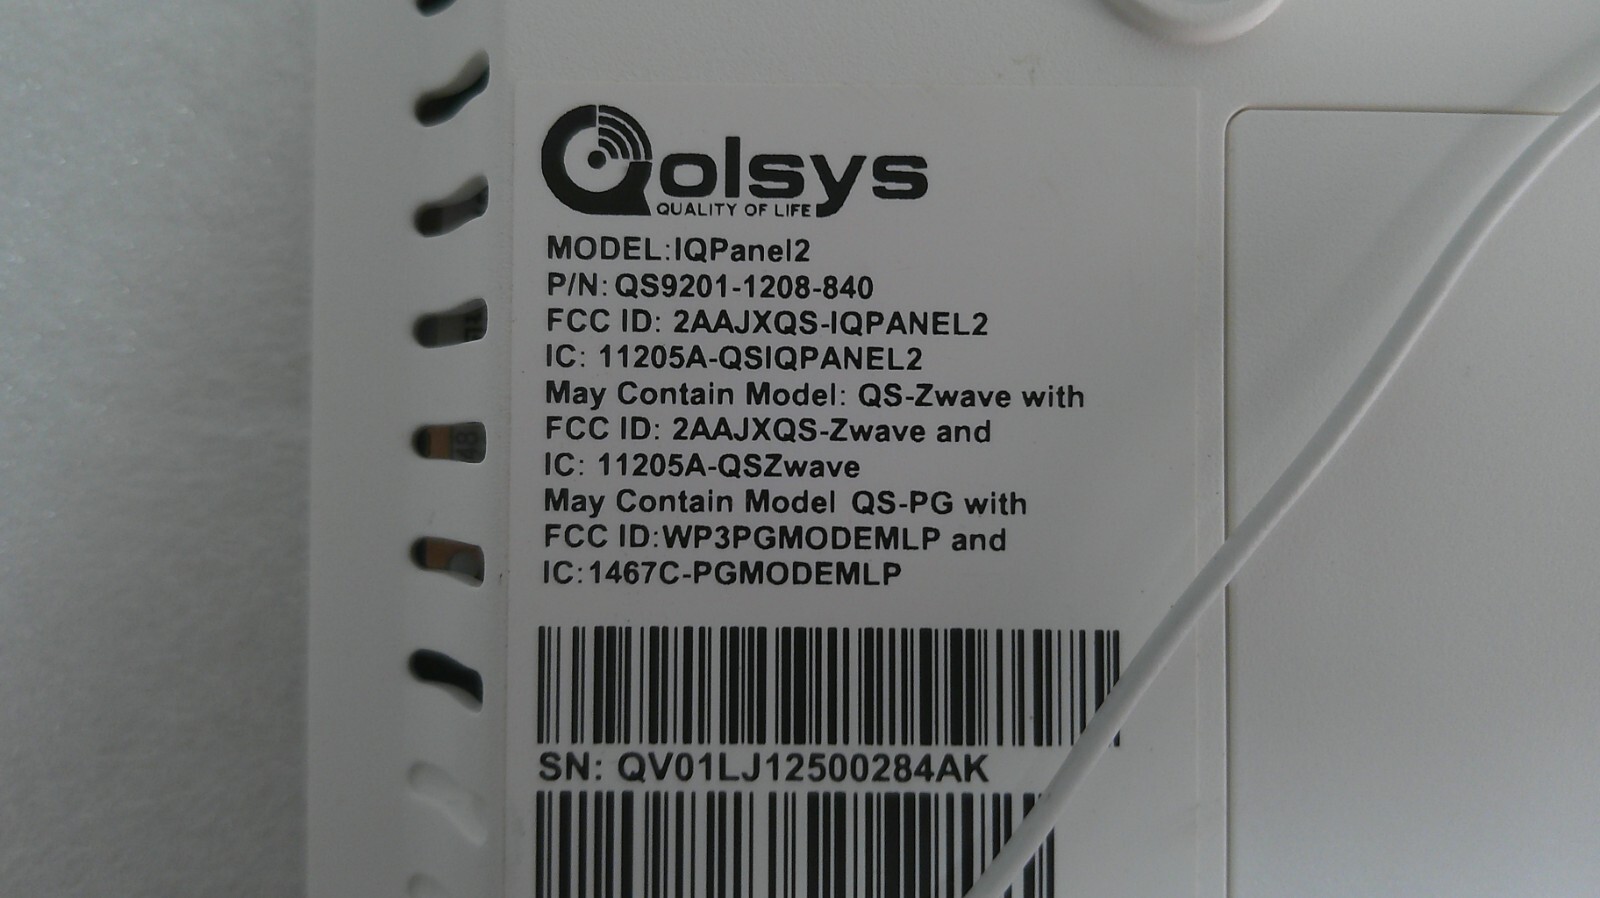 Qolsys
QUALITY OF LIFE
MODEL:IQPanel2
P/N: QS9201-1208-840
FCC ID: 2AAJXQS-IQPANEL2
IC: 11205A-QSIQPANEL2
May Contain Model: QS-Zwave with
FCC ID: 2AAJXQS-Zwave and
IC: 11205A-QSZwave
May Contain Model QS-PG with
FCC ID:WP3PGMODEMLP and
IC:1467C-PGMODEMLP
SN: QV01LJ12500284AK